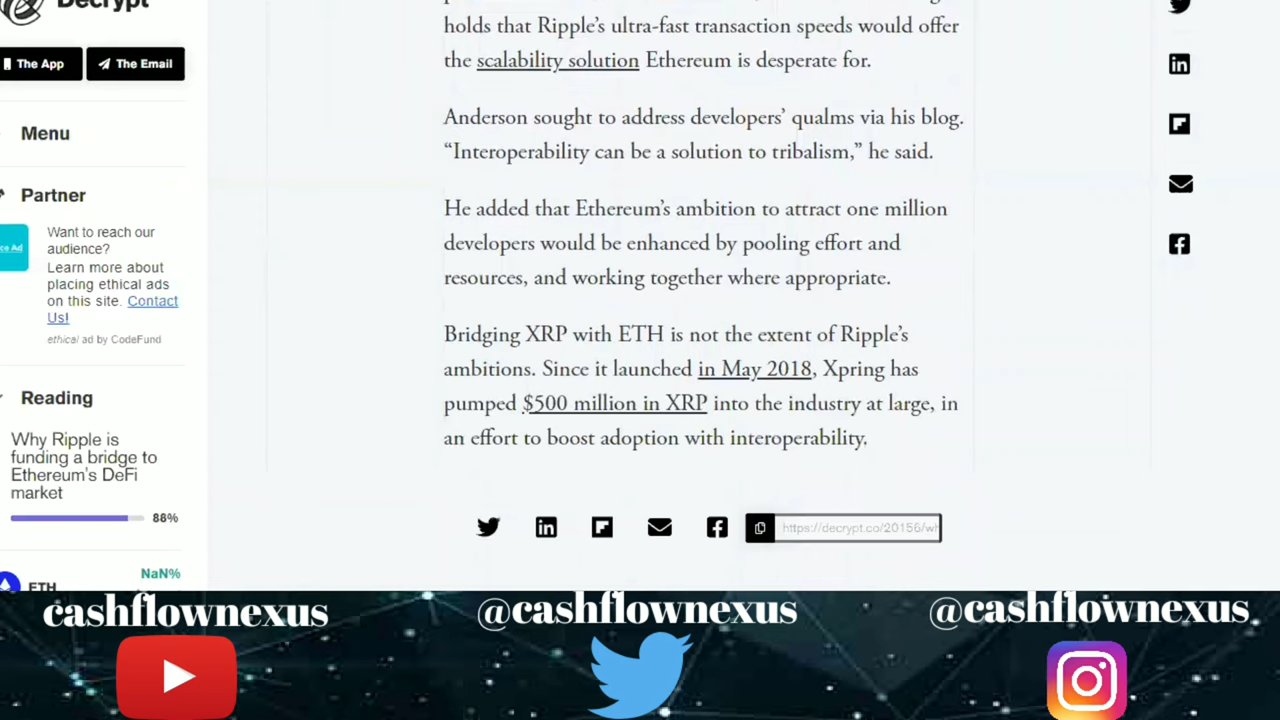 Decrypt
The App
The Email
Menu
Partner
Want to reach our
audience?
Learn more about
placing ethical ads
on this site. Contact
Us!
ethical ad by CodeFund
Reading
Why Ripple is
funding a bridge to
Ethereum's DeFi
market
88%
NaN%
ETH
holds that Ripple’s ultra-fast transaction speeds would offer
the scalability solution Ethereum is desperate for.
Anderson sought to address developers’ qualms via his blog.
“Interoperability can be a solution to tribalism,” he said.
He added that Ethereum’s ambition to attract one million
developers would be enhanced by pooling effort and
resources, and working together where appropriate.
Bridging XRP with ETH is not the extent of Ripple’s
ambitions. Since it launched in May 2018, Xpring has
pumped $500 million in XRP into the industry at large, in
an effort to boost adoption with interoperability.
https://decrypt.co/20156/wh
cashflownexus
@cashflownexus
@cashflownexus